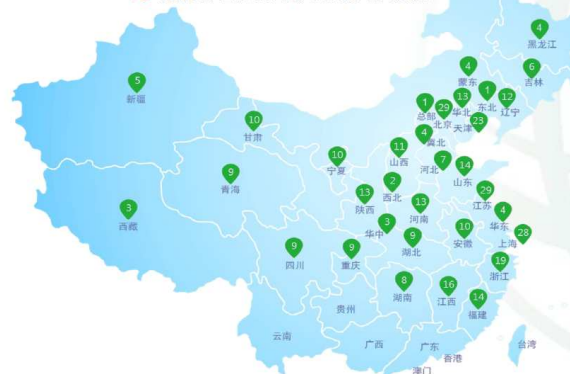 4
黑龙江
4
蒙东
6
吉林
5
新疆
1
东北
12
辽宁
13
华北
1
总部
29
北京
23
天津
10
甘肃
4
冀北
11
山西
10
宁夏
7
河北
14
山东
9
青海
2
西北
13
陕西
29
江苏
13
河南
3
西藏
4
华东
3
华中
10
安徽
28
上海
9
湖北
9
四川
9
重庆
19
浙江
8
湖南
16
江西
14
福建
贵州
云南
广西
广东
台湾
香港
澳门